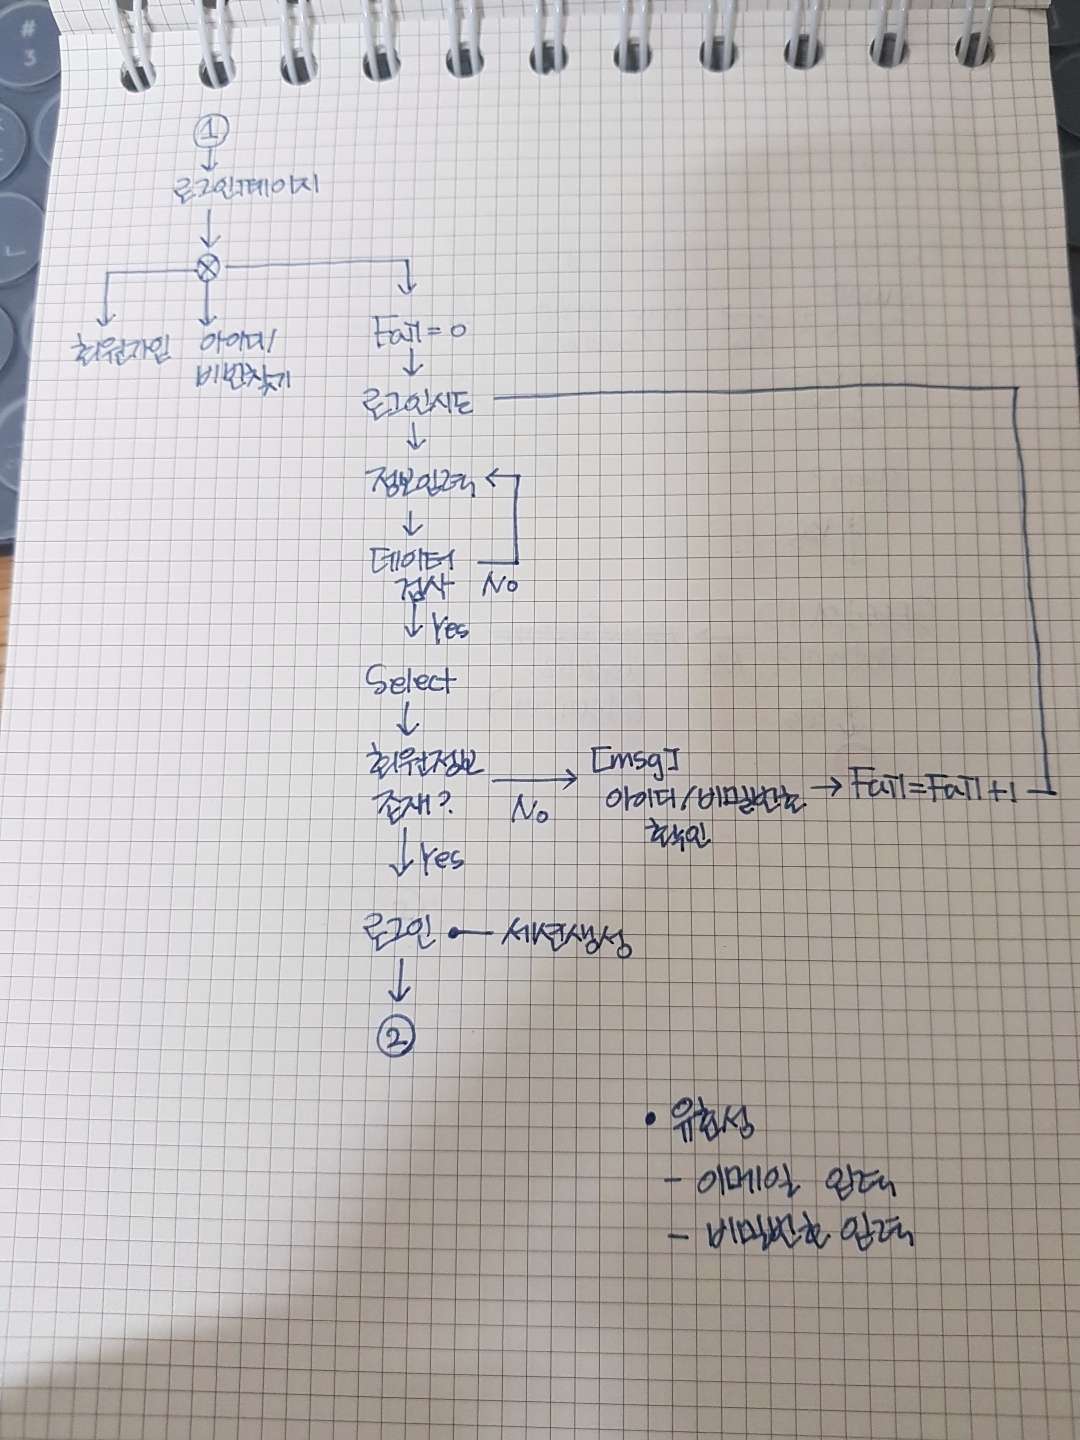 1
로그인페이지
회원가입
아이디/
비번찾기
Fail = 0
로그인시도
정보입력
데이터
검사
No
Yes
Select
회원정보
존재?
No
[msg]
아이디/비밀번호
확인
Fail=Fail+1
Yes
로그인
세션생성
2
• 유효성
- 이메일 입력
- 비밀번호 입력